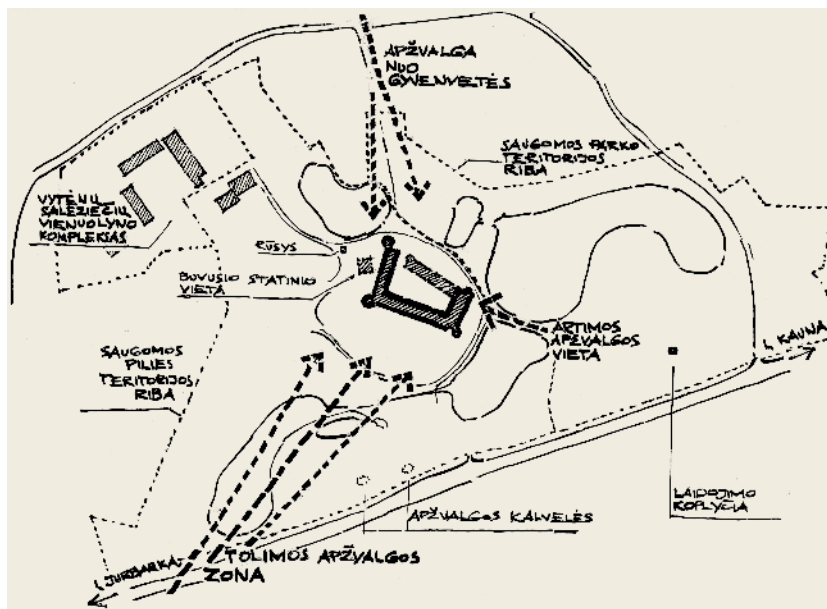 APŽVALGA
NUO
GYVENVIETĖS
SAUGOMOS PARKO
TERITORIJOS
RIBA
VYTĖNŲ
SALEZIEČIŲ
VIENUOLYNO
KOMPLEKSAS
RŪSYS
BUVUSIO STATINIO
VIETA
ARTIMOS
APŽVALGOS
VIETA
Į KAUNĄ
SAUGOMOS
PILIES
TERITORIJOS
RIBA
LAIDOJIMO
KOPLYČIA
APŽVALGOS KALVELĖS
TOLIMOS APŽVALGOS
ZONA
Į JURBARKĄ